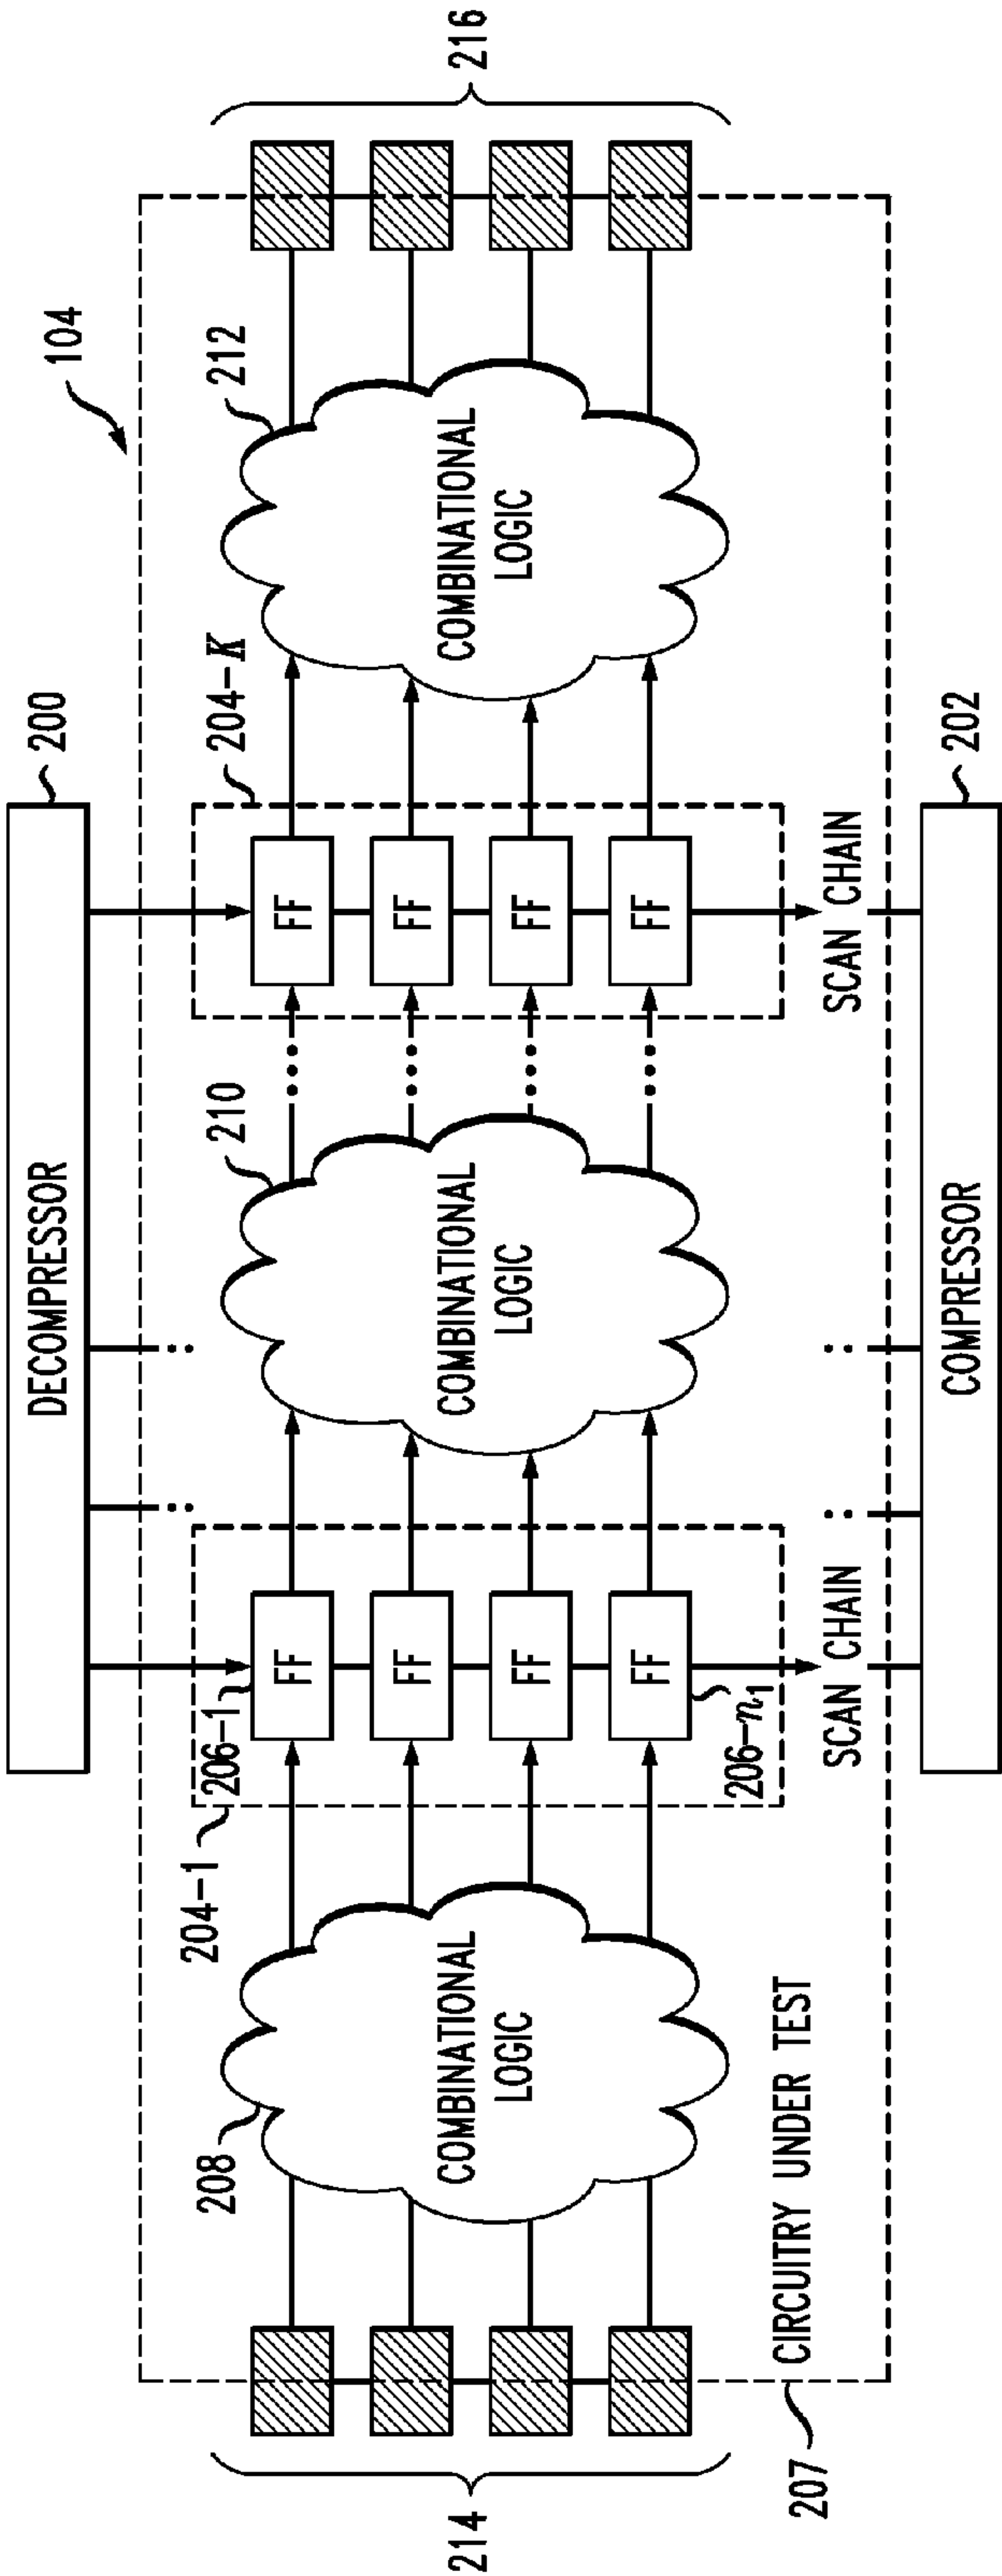 DECOMPRESSOR
200
104
204-1
206-1
210
204-K
212
216
208
FF
FF
FF
FF
FF
FF
FF
FF
COMBINATIONAL
LOGIC
COMBINATIONAL
LOGIC
COMBINATIONAL
LOGIC
214
206-n1
207
CIRCUITRY UNDER TEST
SCAN CHAIN
SCAN CHAIN
COMPRESSOR
202